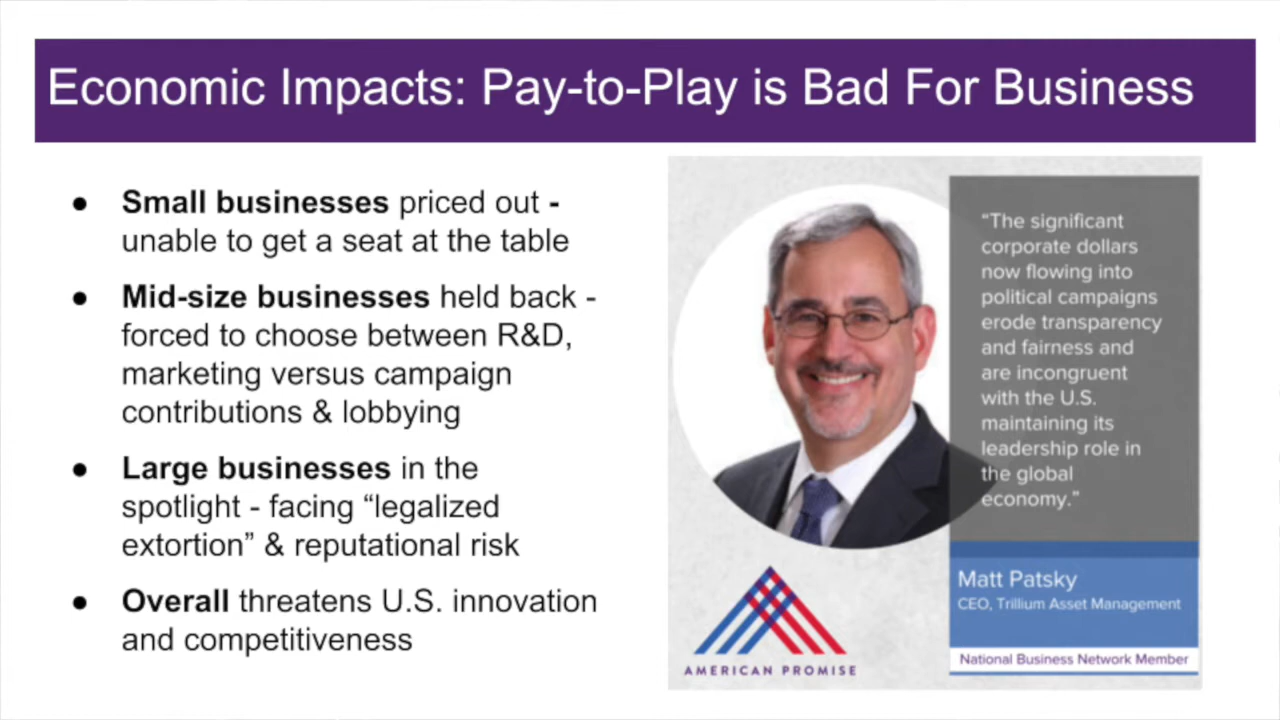 Economic Impacts: Pay-to-Play is Bad For Business
● Small businesses priced out -
unable to get a seat at the table
● Mid-size businesses held back -
forced to choose between R&D,
marketing versus campaign
contributions & lobbying
● Large businesses in the
spotlight - facing “legalized
extortion” & reputational risk
● Overall threatens U.S. innovation
and competitiveness
“The significant
corporate dollars
now flowing into
political campaigns
erode transparency
and fairness and
are incongruent
with the U.S.
maintaining its
leadership role in
the global
economy.”
Matt Patsky
CEO, Trillium Asset Management
National Business Network Member
AMERICAN PROMISE